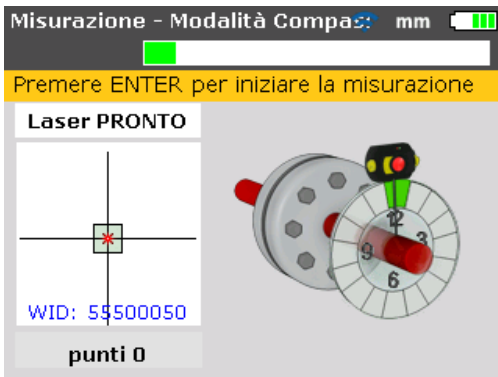 Misurazione - Modalità Compas mm
Premere ENTER per iniziare la misurazione
Laser PRONTO
12
3
9
6
WID: 55500050
punti 0